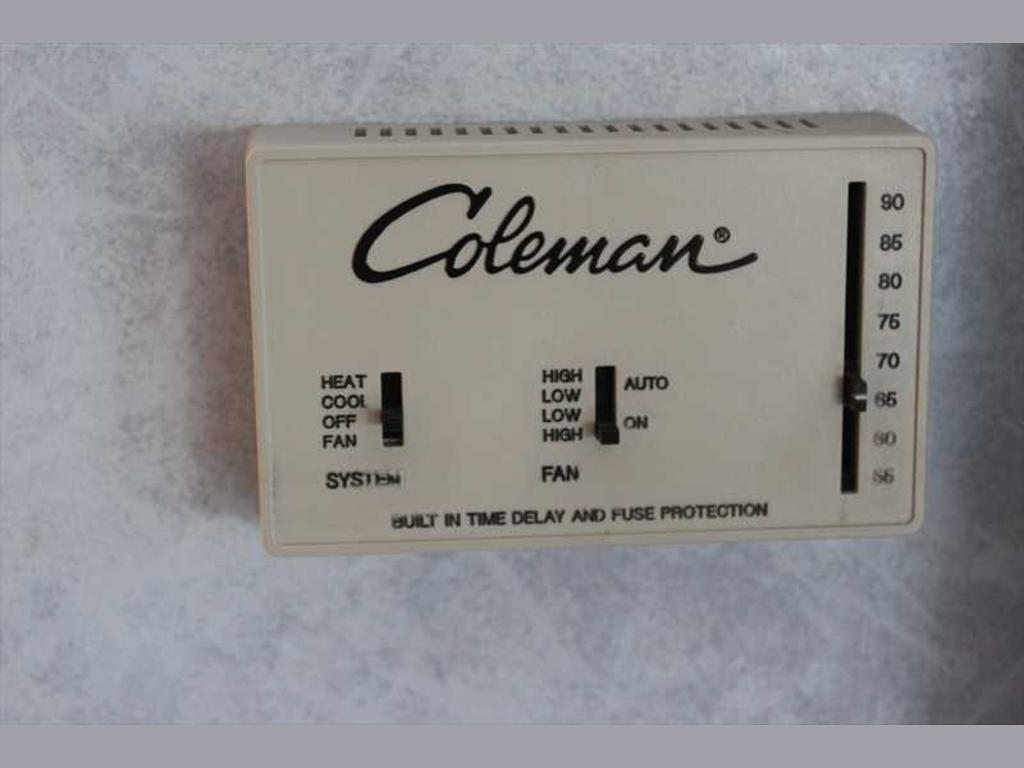 Coleman®
90
85
80
75
70
65
60
55
HEAT
COOL
OFF
FAN
SYSTEM
HIGH
LOW
LOW
HIGH
AUTO
ON
FAN
BUILT IN TIME DELAY AND FUSE PROTECTION